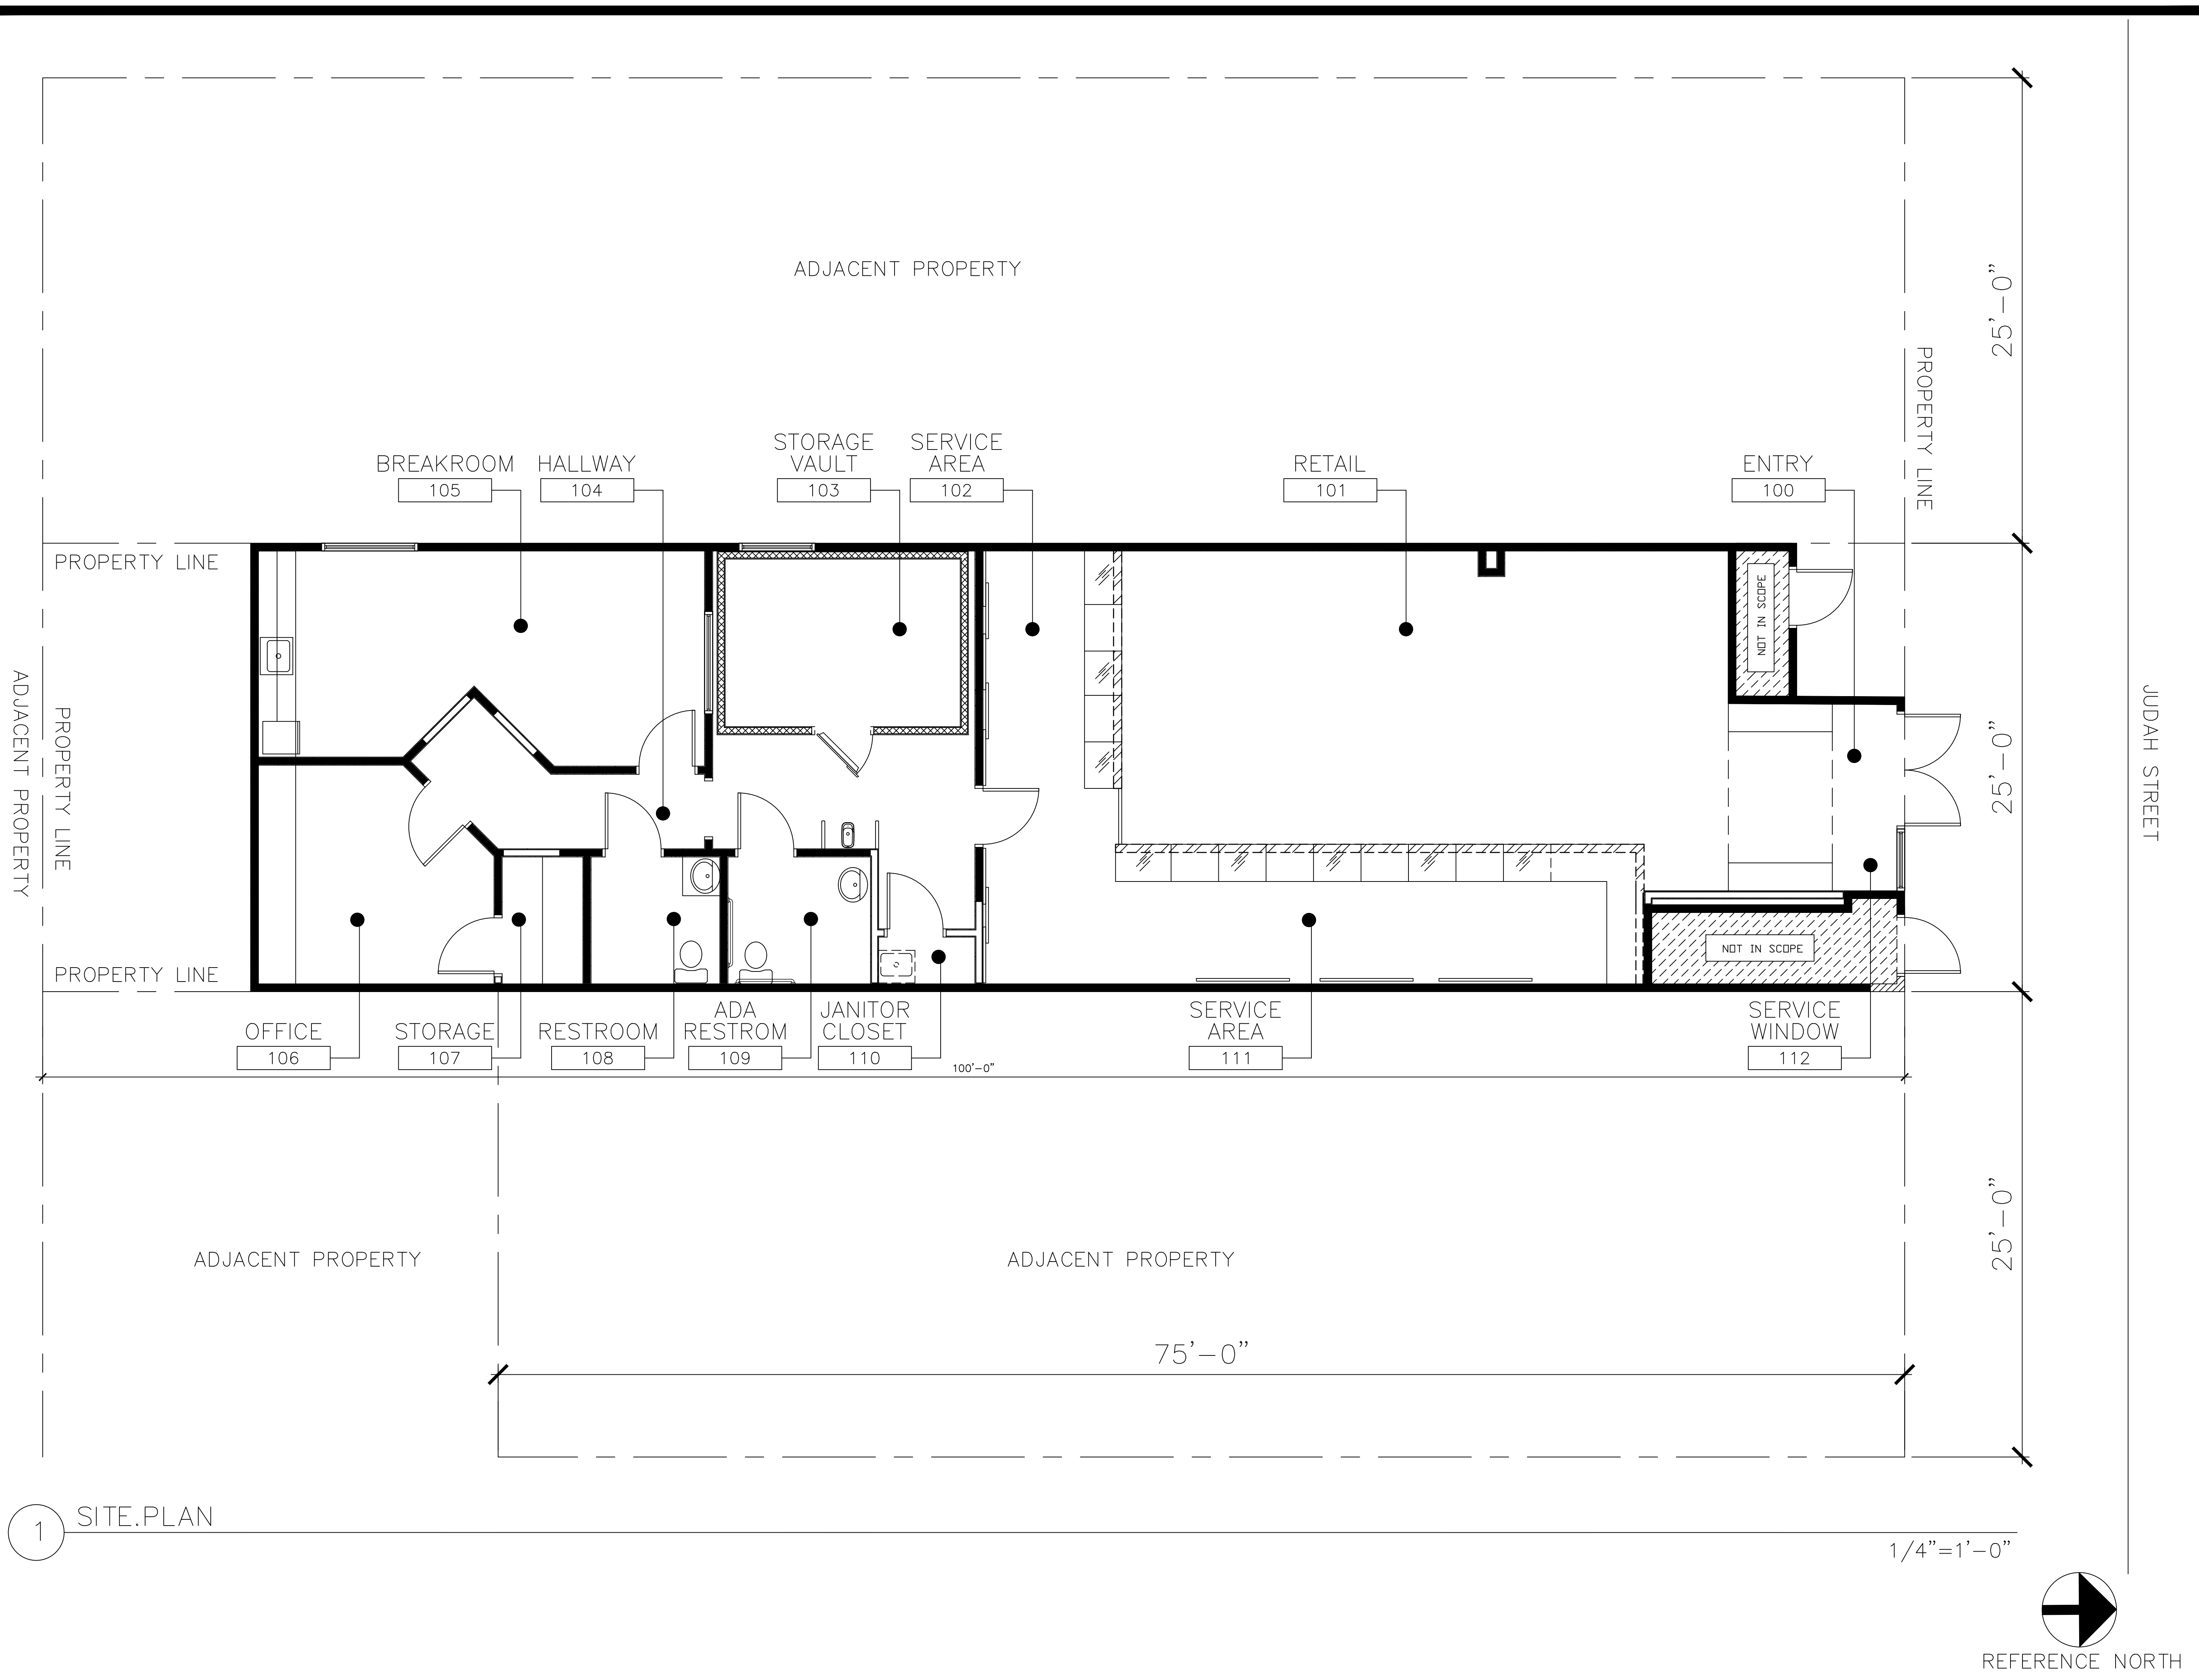 ADJACENT PROPERTY
25'-0"
PROPERTY LINE
STORAGE
VAULT
103
SERVICE
AREA
102
BREAKROOM
105
HALLWAY
104
RETAIL
101
ENTRY
100
PROPERTY LINE
NOT IN SCOPE
ADJACENT PROPERTY
PROPERTY LINE
25'-0"
JUDAH STREET
NOT IN SCOPE
PROPERTY LINE
OFFICE
106
STORAGE
107
RESTROOM
108
ADA
RESTROM
109
JANITOR
CLOSET
110
SERVICE
AREA
111
SERVICE
WINDOW
112
100'-0"
ADJACENT PROPERTY
ADJACENT PROPERTY
25'-0"
75'-0"
1
SITE.PLAN
1/4"=1'-0"
REFERENCE NORTH